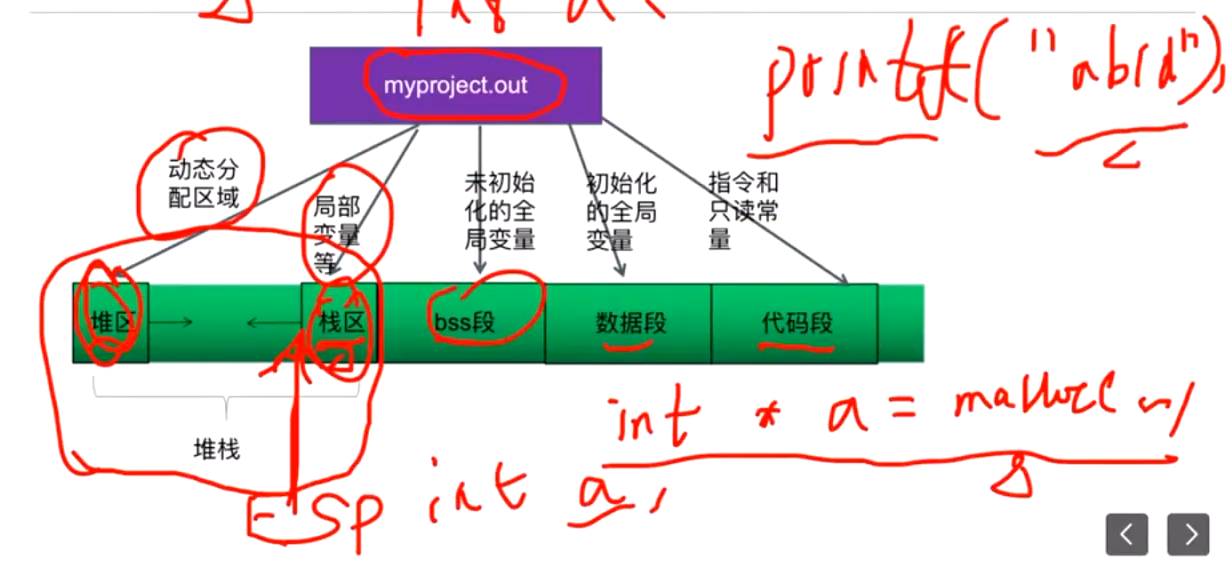 printf("abcd");
myproject.out
动态分
配区域
局部
变量
等
未初始
化的全
局变量
初始化
的全局
变量
指令和
只读常
量
堆区
栈区
bss段
数据段
代码段
int * a = malloc(
堆栈
ESP
int a;